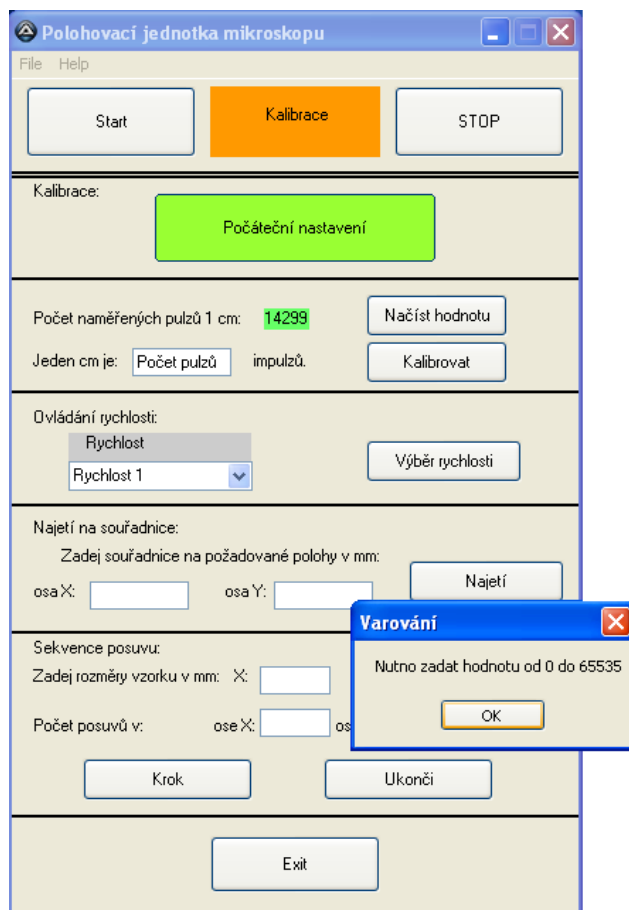 Polohovací jednotka mikroskopu
File Help
Start Kalibrace STOP
Kalibrace:
Počáteční nastavení
Počet naměřených pulzů 1 cm: 14299 Načíst hodnotu
Jeden cm je: Počet pulzů impulzů. Kalibrovat
Ovládání rychlosti:
Rychlost
Rychlost 1 Výběr rychlosti
Najetí na souřadnice:
Zadej souřadnice na požadované polohy v mm:
osa X: osa Y: Najetí
Varování
Nutno zadat hodnotu od 0 do 65535
OK
Sekvence posuvu:
Zadej rozměry vzorku v mm: X:
Počet posuvů v: ose X: os
Krok Ukonči
Exit